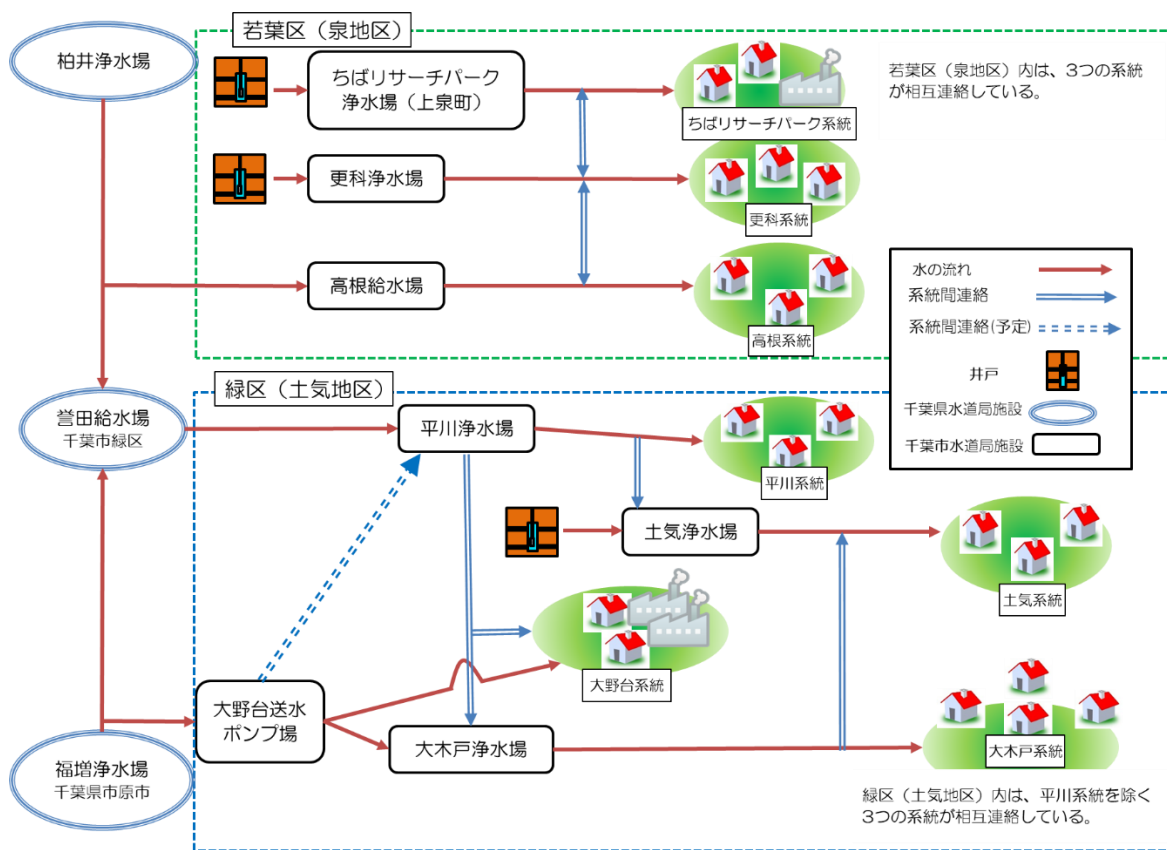 柏井浄水場
若葉区（泉地区）
ちばリサーチパーク
浄水場（上泉町）
ちばリサーチパーク系統
若葉区（泉地区）内は、3つの系統
が相互連絡している。
更科浄水場
更科系統
高根給水場
高根系統
水の流れ
系統間連絡
系統間連絡(予定)
井戸
千葉県水道局施設
千葉市水道局施設
緑区（土気地区）
誉田給水場
千葉市緑区
平川浄水場
平川系統
土気浄水場
土気系統
大野台系統
大野台送水
ポンプ場
大木戸浄水場
大木戸系統
福増浄水場
千葉県市原市
緑区（土気地区）内は、平川系統を除く
3つの系統が相互連絡している。